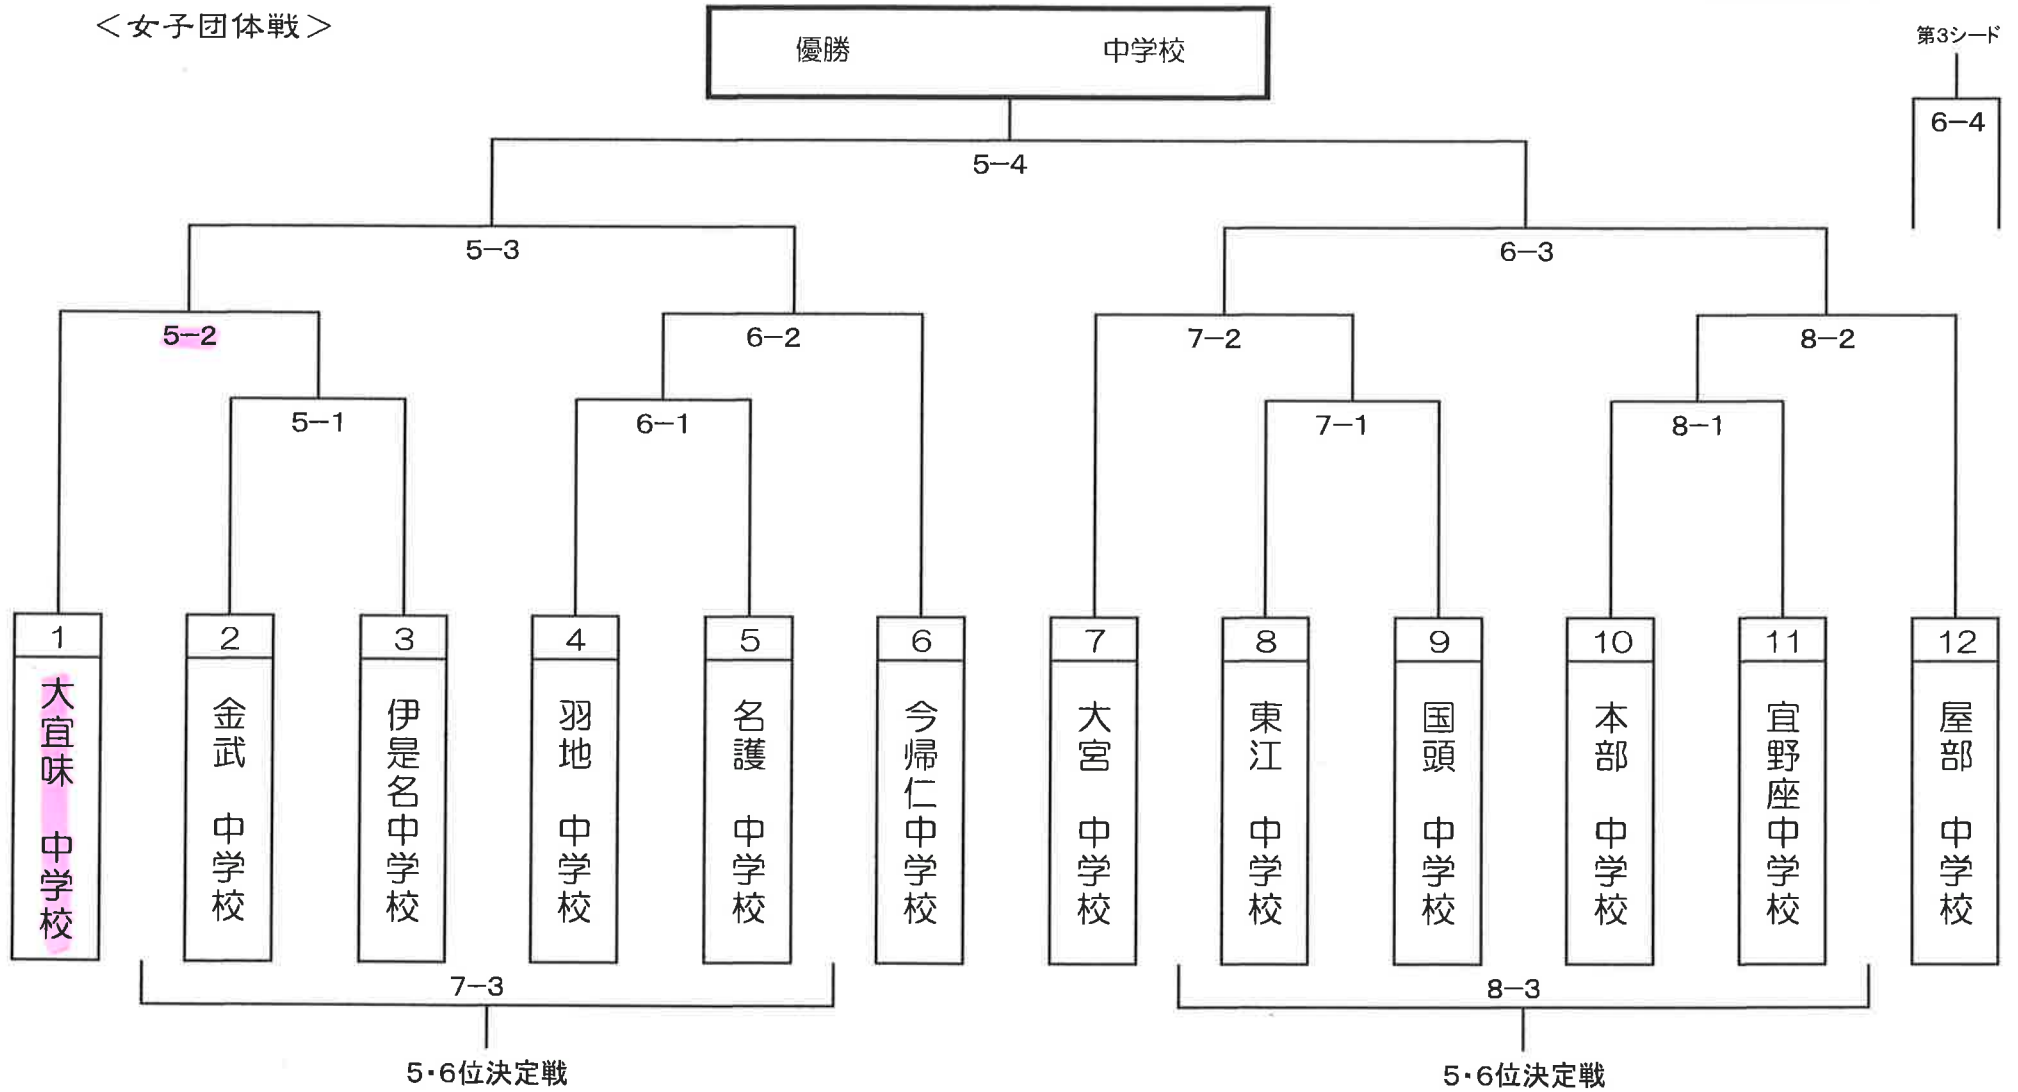 ＜女子団体戦＞
優勝　中学校
第3シード
6－4
5－4
5－3
6－3
5－2
6－2
7－2
8－2
5－1
6－1
7－1
8－1
1
大宜味　中学校
2
金武　中学校
3
伊是名中学校
4
羽地　中学校
5
名護　中学校
6
今帰仁中学校
7
大宮　中学校
8
東江　中学校
9
国頭　中学校
10
本部　中学校
11
宜野座中学校
12
屋部　中学校
7－3
8－3
5・6位決定戦
5・6位決定戦